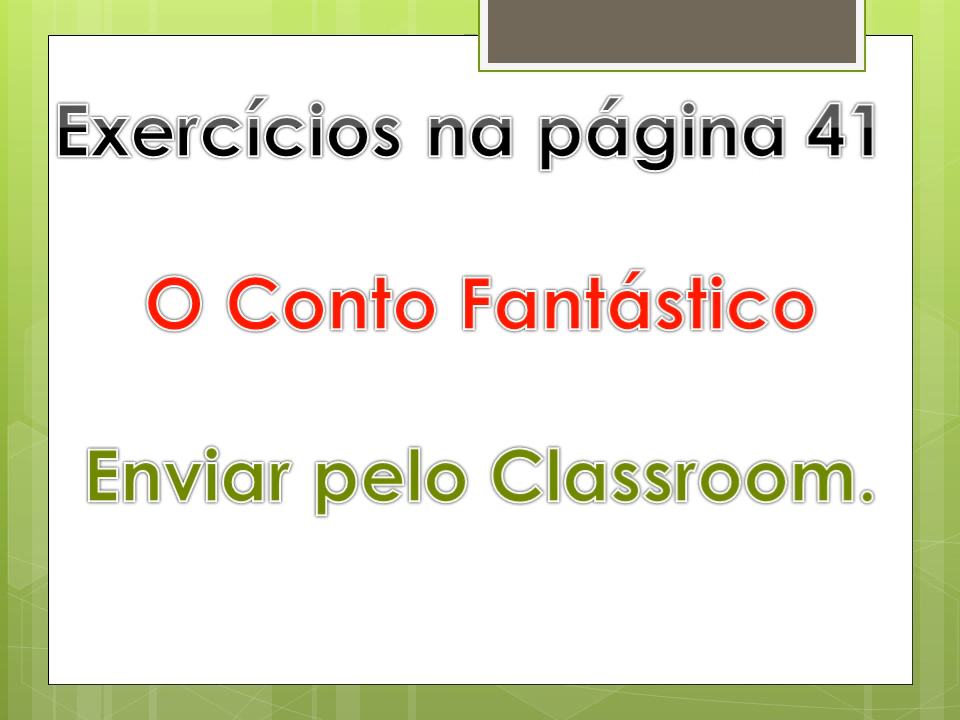 Exercícios na página 41
O Conto Fantástico
Enviar pelo Classroom.